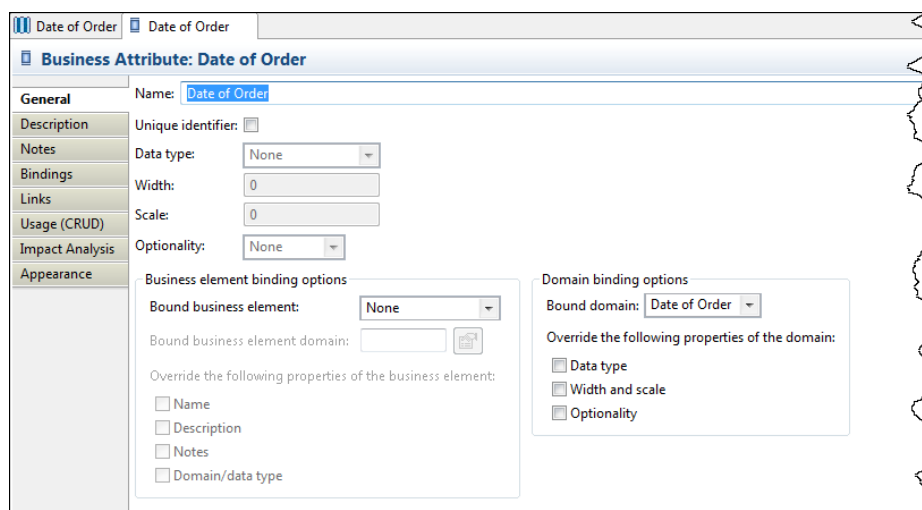 Date of Order Date of Order
Business Attribute: Date of Order
General
Description
Notes
Bindings
Links
Usage (CRUD)
Impact Analysis
Appearance
Name: Date of Order
Unique identifier:
Data type: None
Width: 0
Scale: 0
Optionality: None
Business element binding options
Bound business element: None
Bound business element domain:
Override the following properties of the business element:
Name
Description
Notes
Domain/data type
Domain binding options
Bound domain: Date of Order
Override the following properties of the domain:
Data type
Width and scale
Optionality